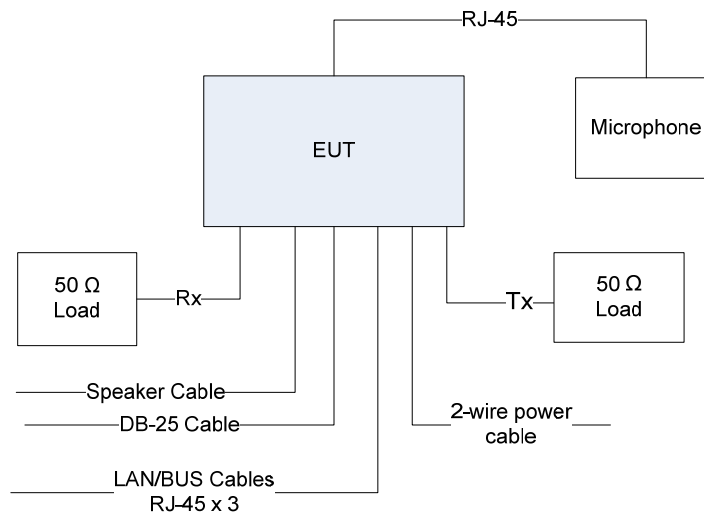 RJ-45
EUT
Microphone
50 Ω
Load
Rx
Tx
50 Ω
Load
Speaker Cable
DB-25 Cable
2-wire power
cable
LAN/BUS Cables
RJ-45 x 3